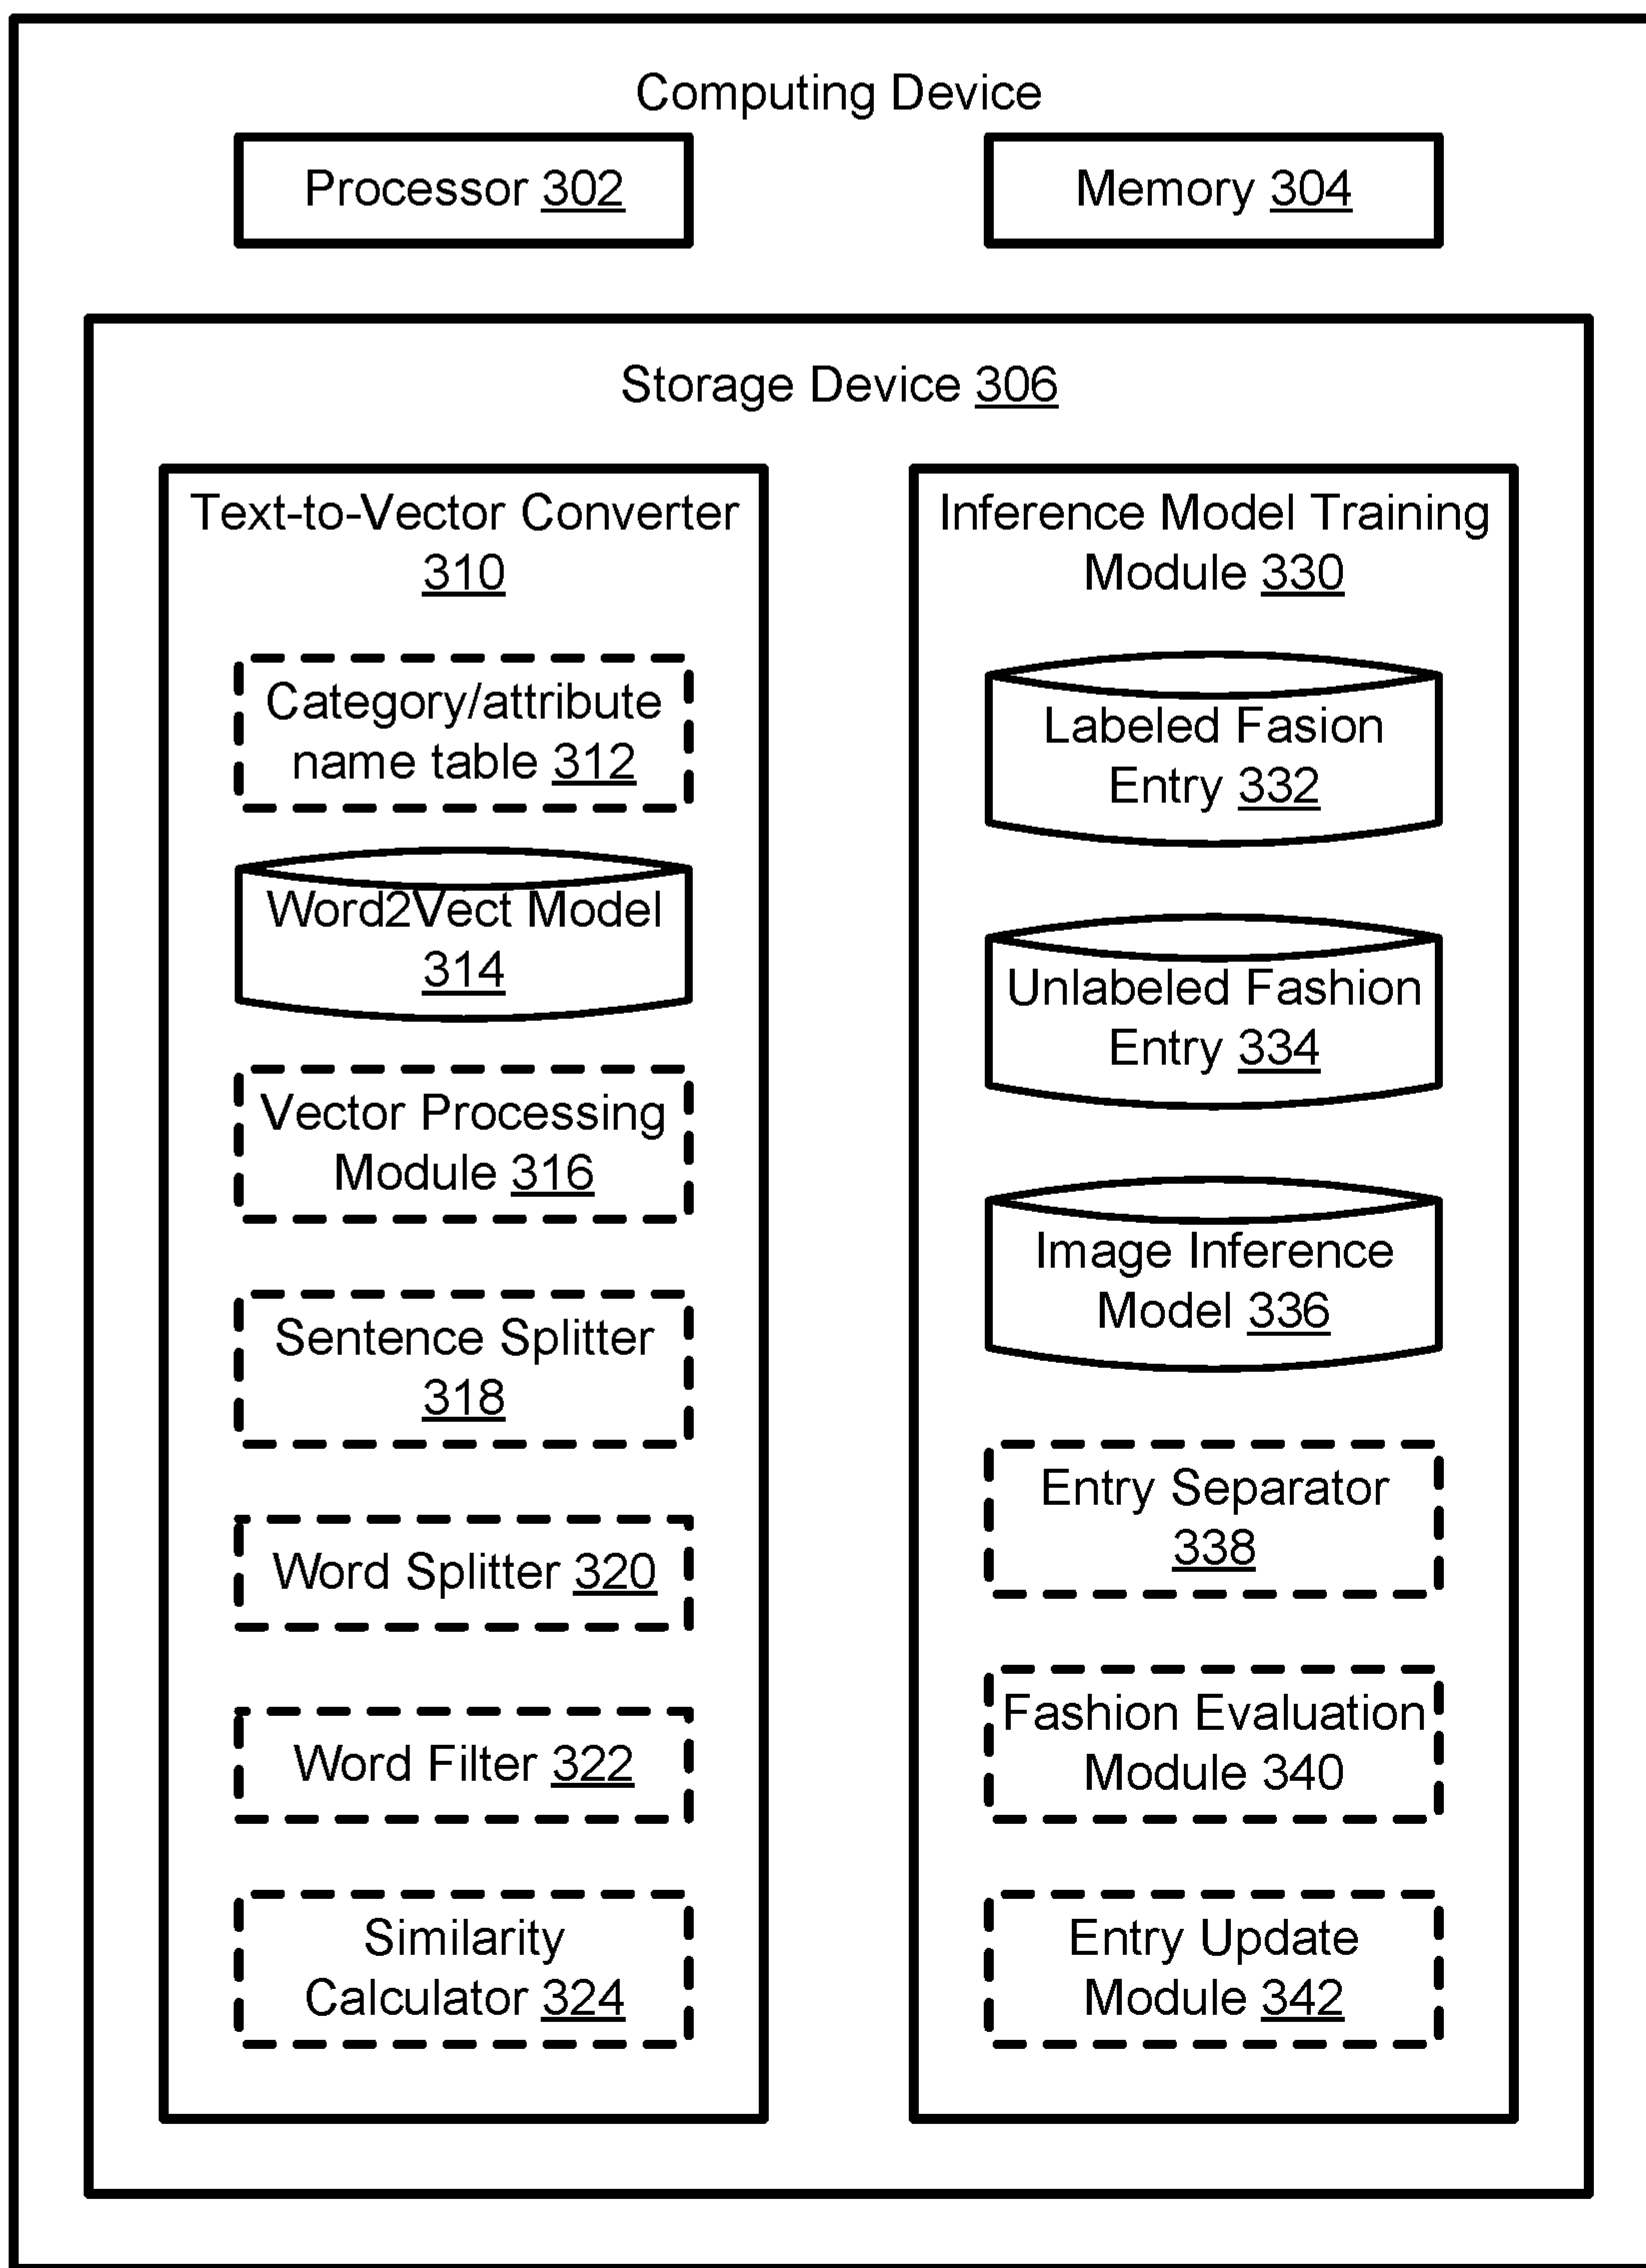 Computing Device
Processor 302
Memory 304
Storage Device 306
Text-to-Vector Converter
310
Category/attribute
name table 312
Word2Vect Model
314
Vector Processing
Module 316
Sentence Splitter
318
Word Splitter 320
Word Filter 322
Similarity
Calculator 324
Inference Model Training
Module 330
Labeled Fasion
Entry 332
Unlabeled Fashion
Entry 334
Image Inference
Model 336
Entry Separator
338
Fashion Evaluation
Module 340
Entry Update
Module 342